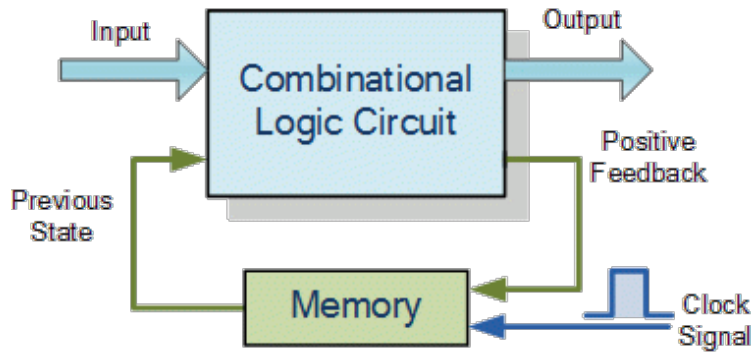 Input
Output
Combinational
Logic Circuit
Positive
Feedback
Previous
State
Memory
Clock
Signal